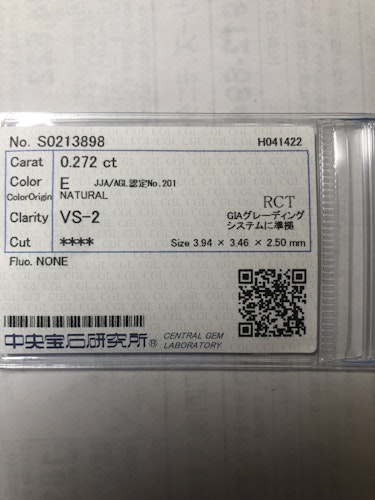 No. S0213898 H041422
Carat 0.272 ct
Color E JJA/AGL認定No.201
ColorOrigin NATURAL
RCT
Clarity VS-2 GIAグレーディング
システムに準拠
Cut **** Size 3.94 × 3.46 × 2.50 mm
Fluo. NONE
中央宝石研究所® CENTRAL GEM
LABORATORY